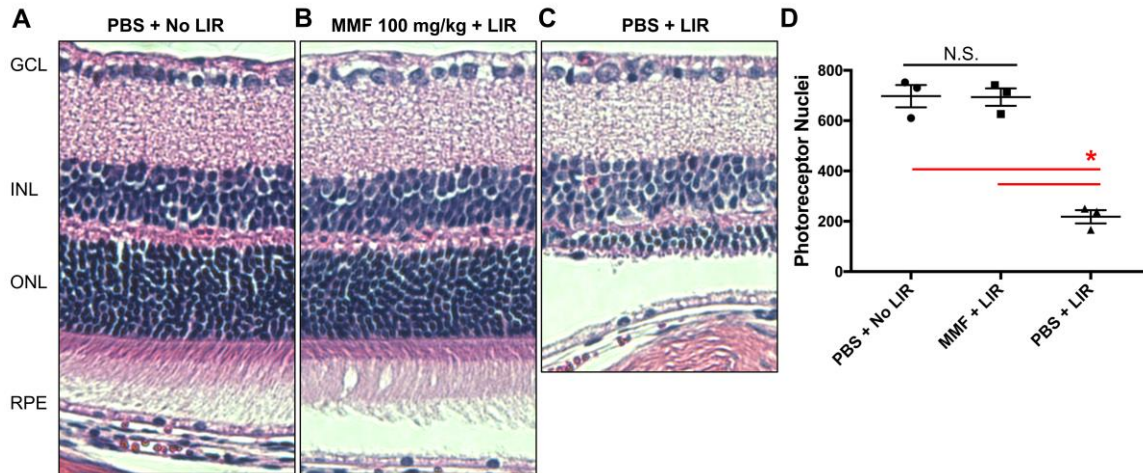 A
PBS + No LIR
B
MMF 100 mg/kg + LIR
C
PBS + LIR
D
GCL
INL
ONL
RPE
N.S.
*
Photoreceptor Nuclei
800
600
400
200
0
PBS + No LIR
MMF + LIR
PBS + LIR